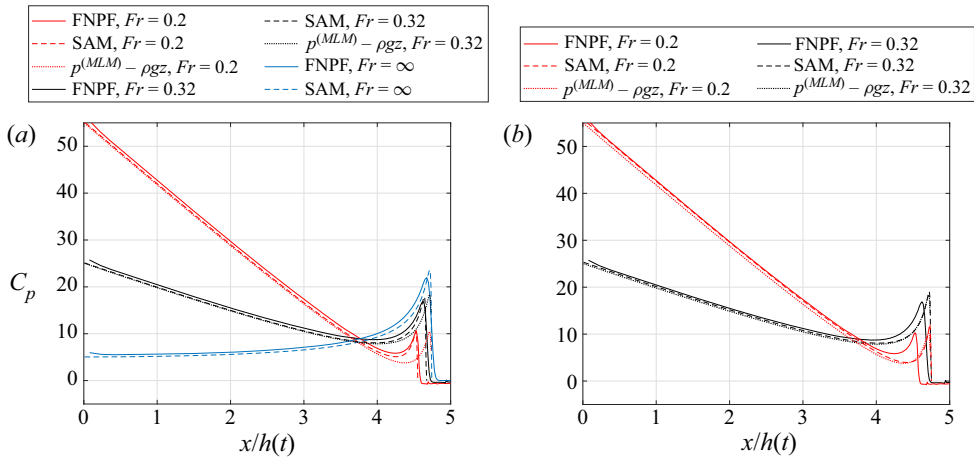 FNPF, Fr = 0.2
SAM, Fr = 0.2
p(MLM) – ρgz, Fr = 0.2
FNPF, Fr = 0.32
SAM, Fr = 0.32
p(MLM) – ρgz, Fr = 0.32
FNPF, Fr = ∞
SAM, Fr = ∞
FNPF, Fr = 0.2
SAM, Fr = 0.2
p(MLM) – ρgz, Fr = 0.2
FNPF, Fr = 0.32
SAM, Fr = 0.32
p(MLM) – ρgz, Fr = 0.32
(a)
50
40
30
20
10
0
Cp
0 1 2 3 4 5
x/h(t)
(b)
50
40
30
20
10
0
0 1 2 3 4 5
x/h(t)